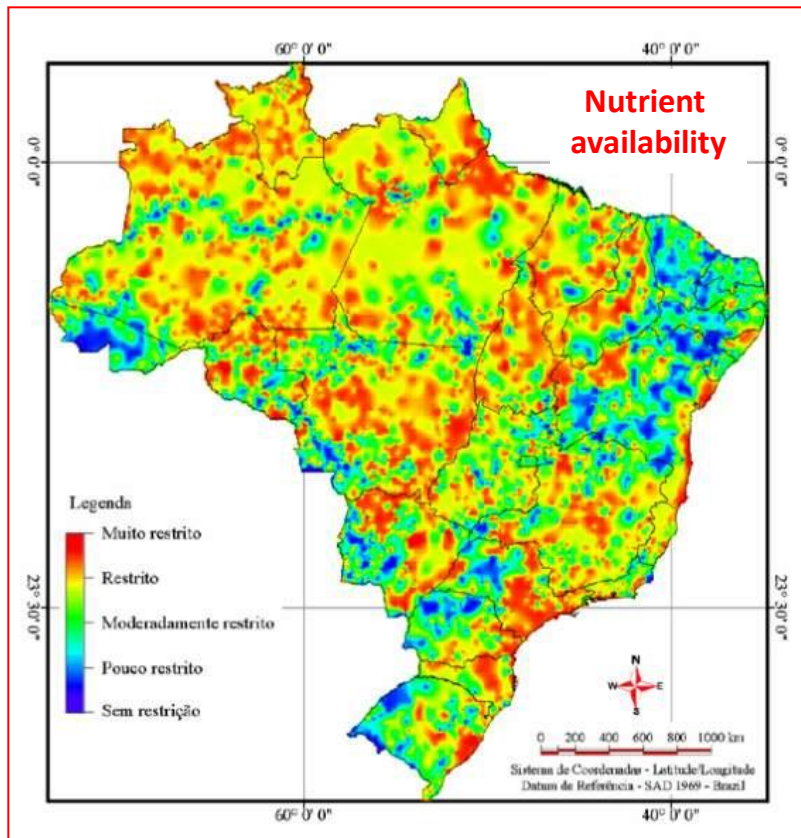 60° 0' 0"
40° 0' 0"
Nutrient
availability
0° 0' 0"
0° 0' 0"
Legenda
Muito restrito
Restrito
Moderadamente restrito
Pouco restrito
Sem restrição
23° 30' 0"
23° 30' 0"
N
W E
S
0 200 400 600 800 1000 km
Sistema de Coordenadas - Latitude/Longitude
Datum de Referência - SAD 1969 - Brazil
60° 0' 0"
40° 0' 0"